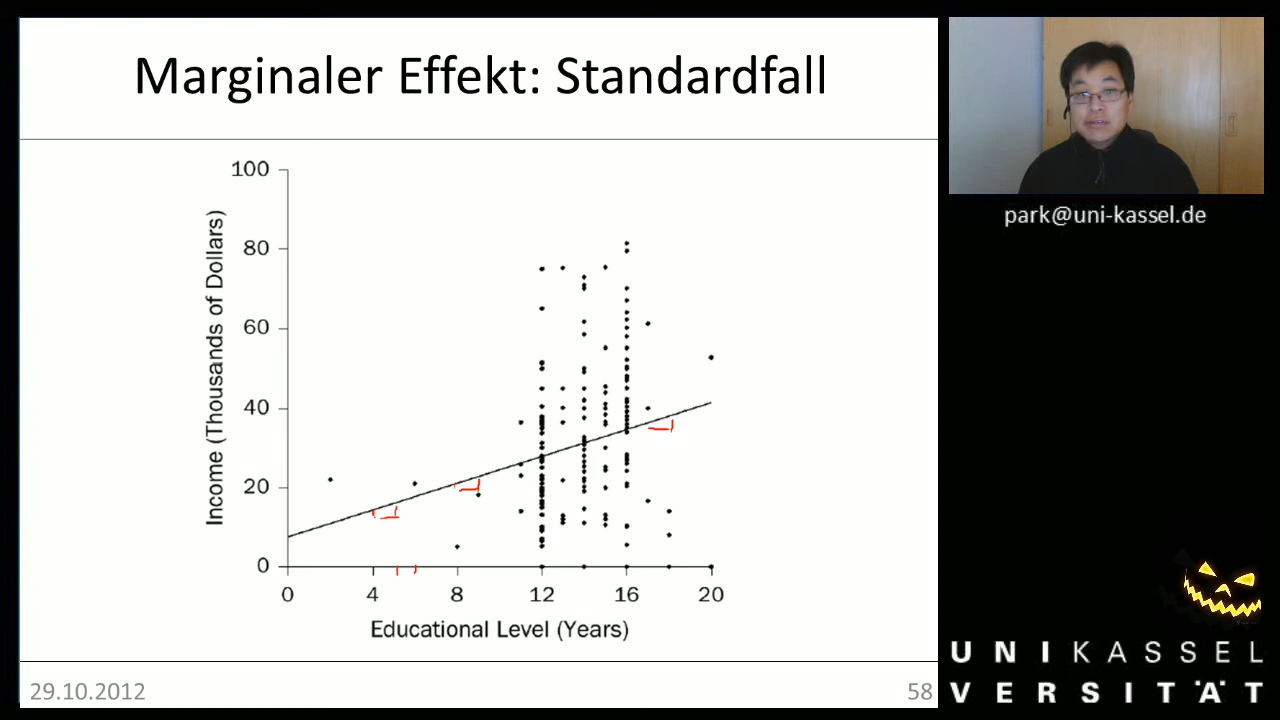 Marginaler Effekt: Standardfall
Income (Thousands of Dollars)
100
80
60
40
20
0
0 4 8 12 16 20
Educational Level (Years)
29.10.2012
58
park@uni-kassel.de
UNIKASSEL
VERSITÄT